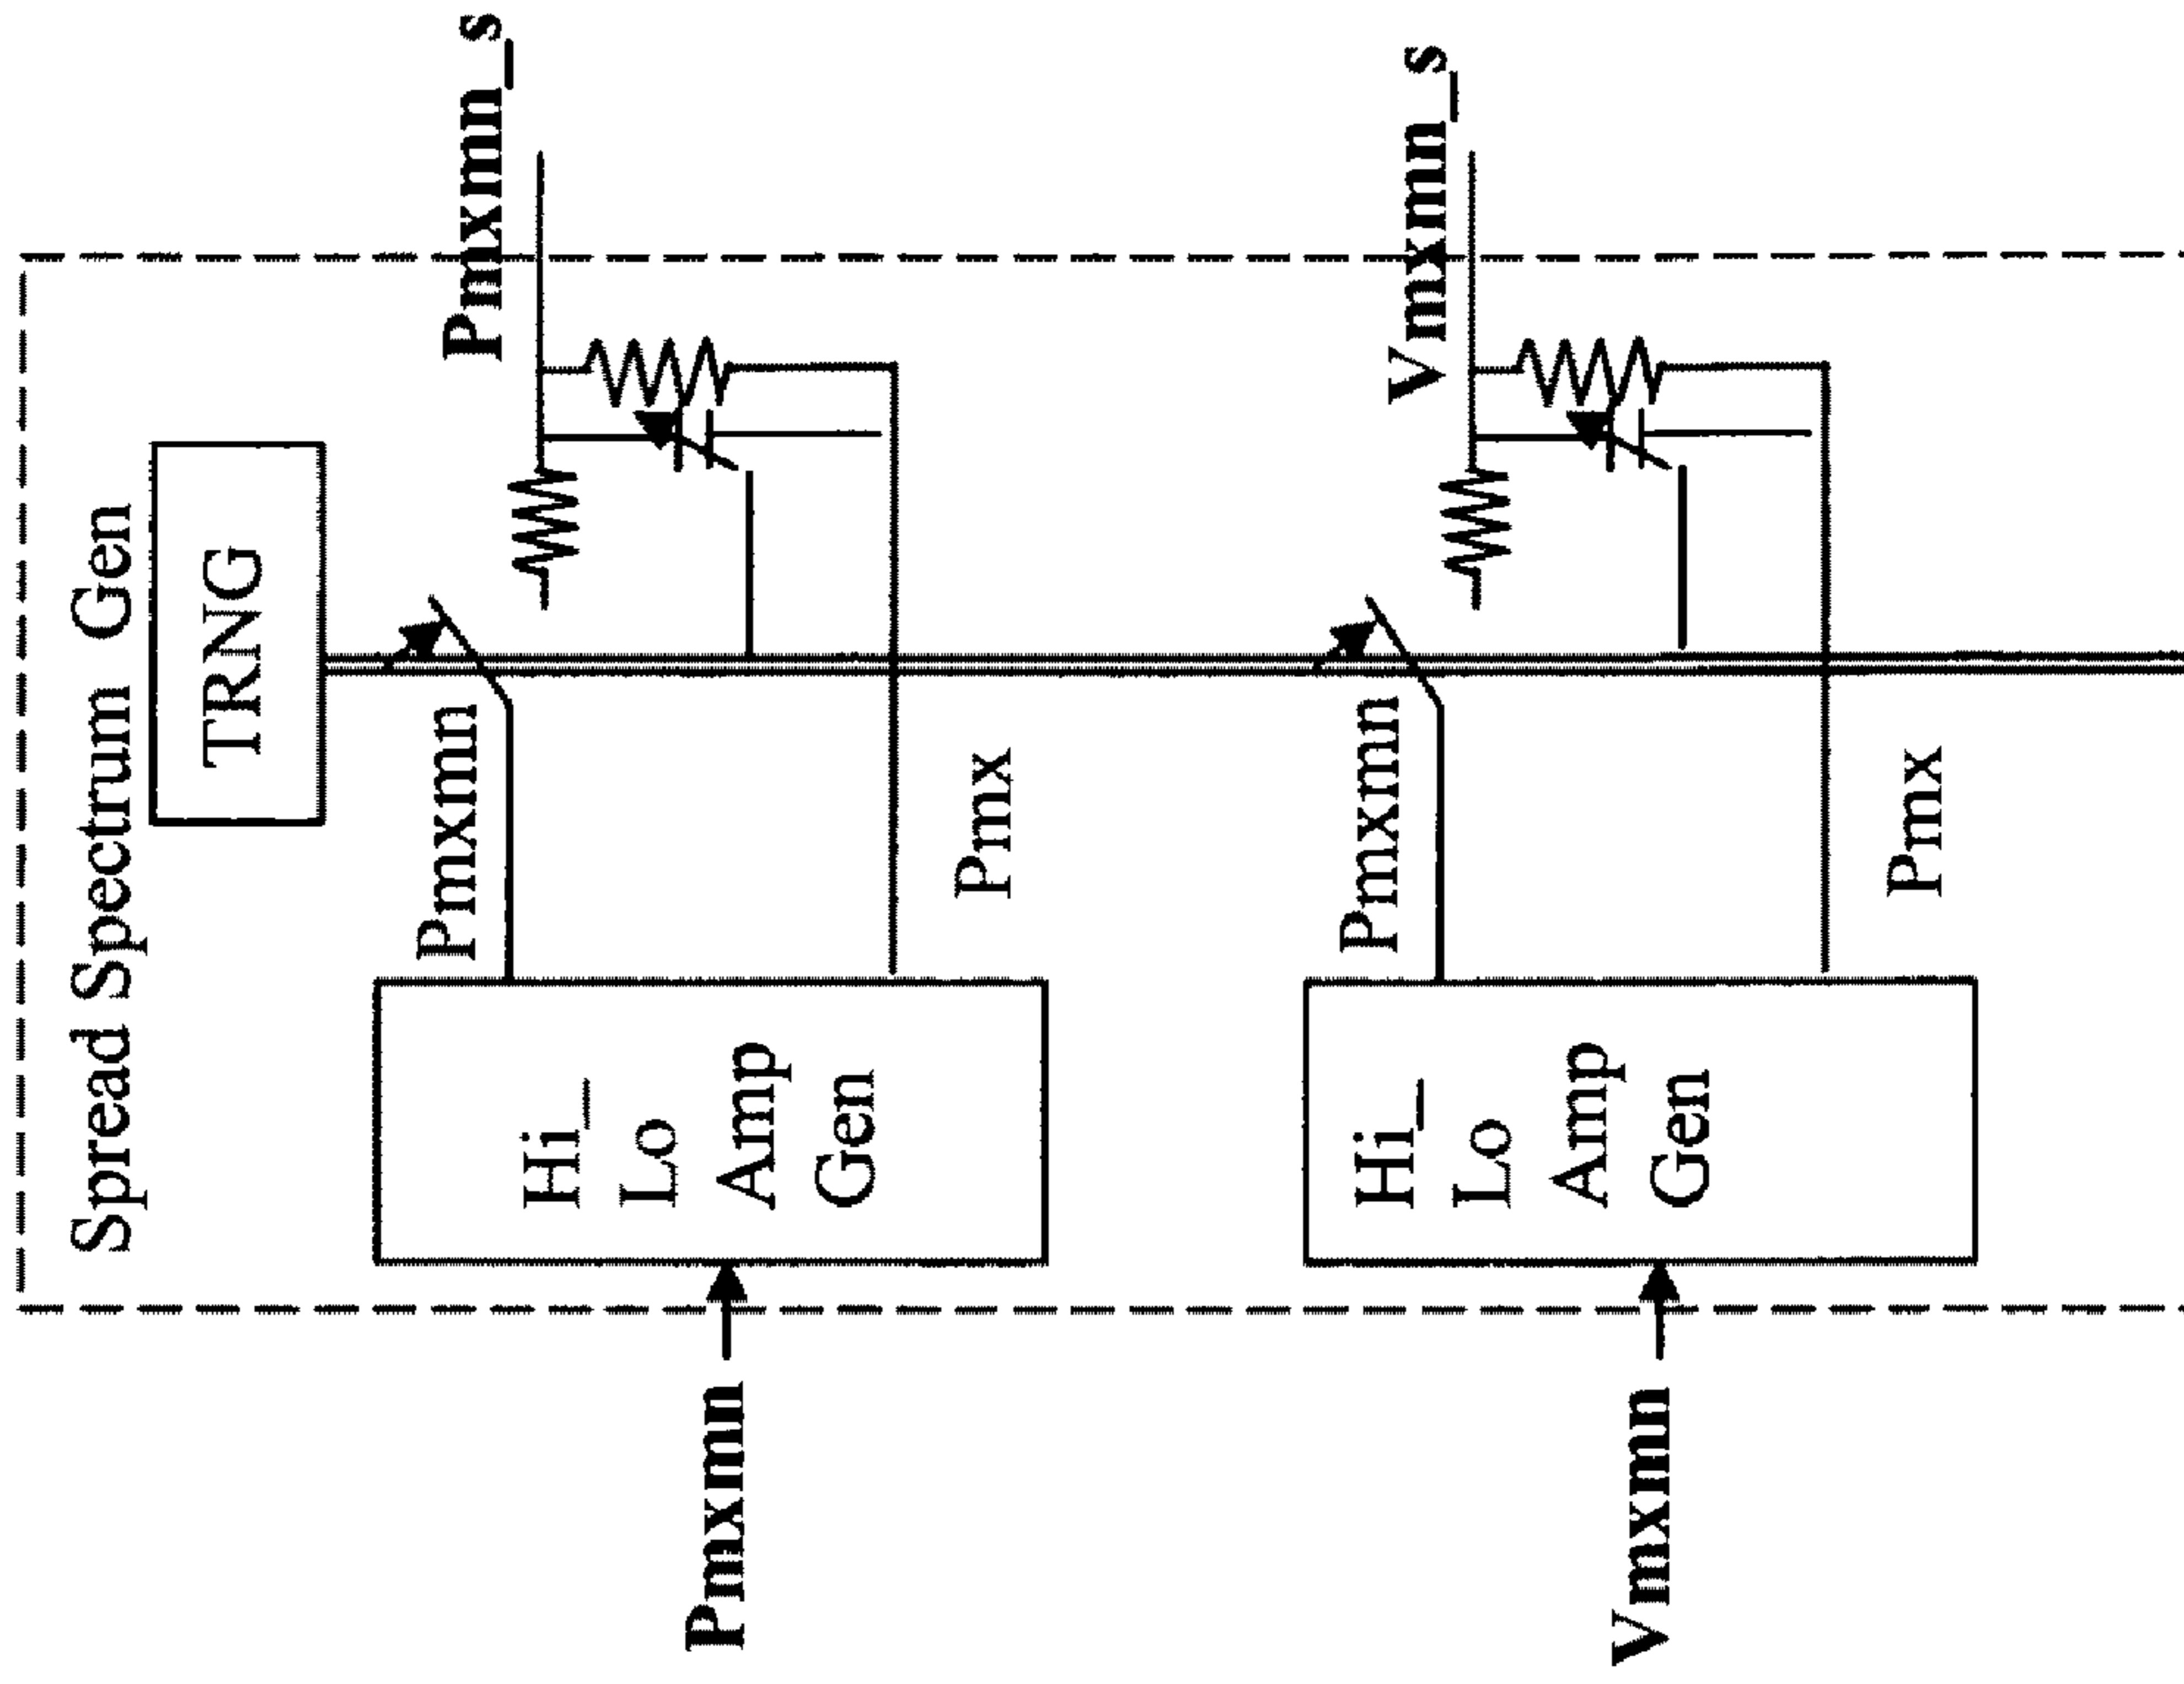 Spread Spectrum Gen
TRNG
Pmxmn_s
Pmxmn
Hi_
Lo
Amp
Gen
Pmx
Pmxmn
Vmxmn_s
Pmxmn
Hi_
Lo
Amp
Gen
Pmx
Vmxmn